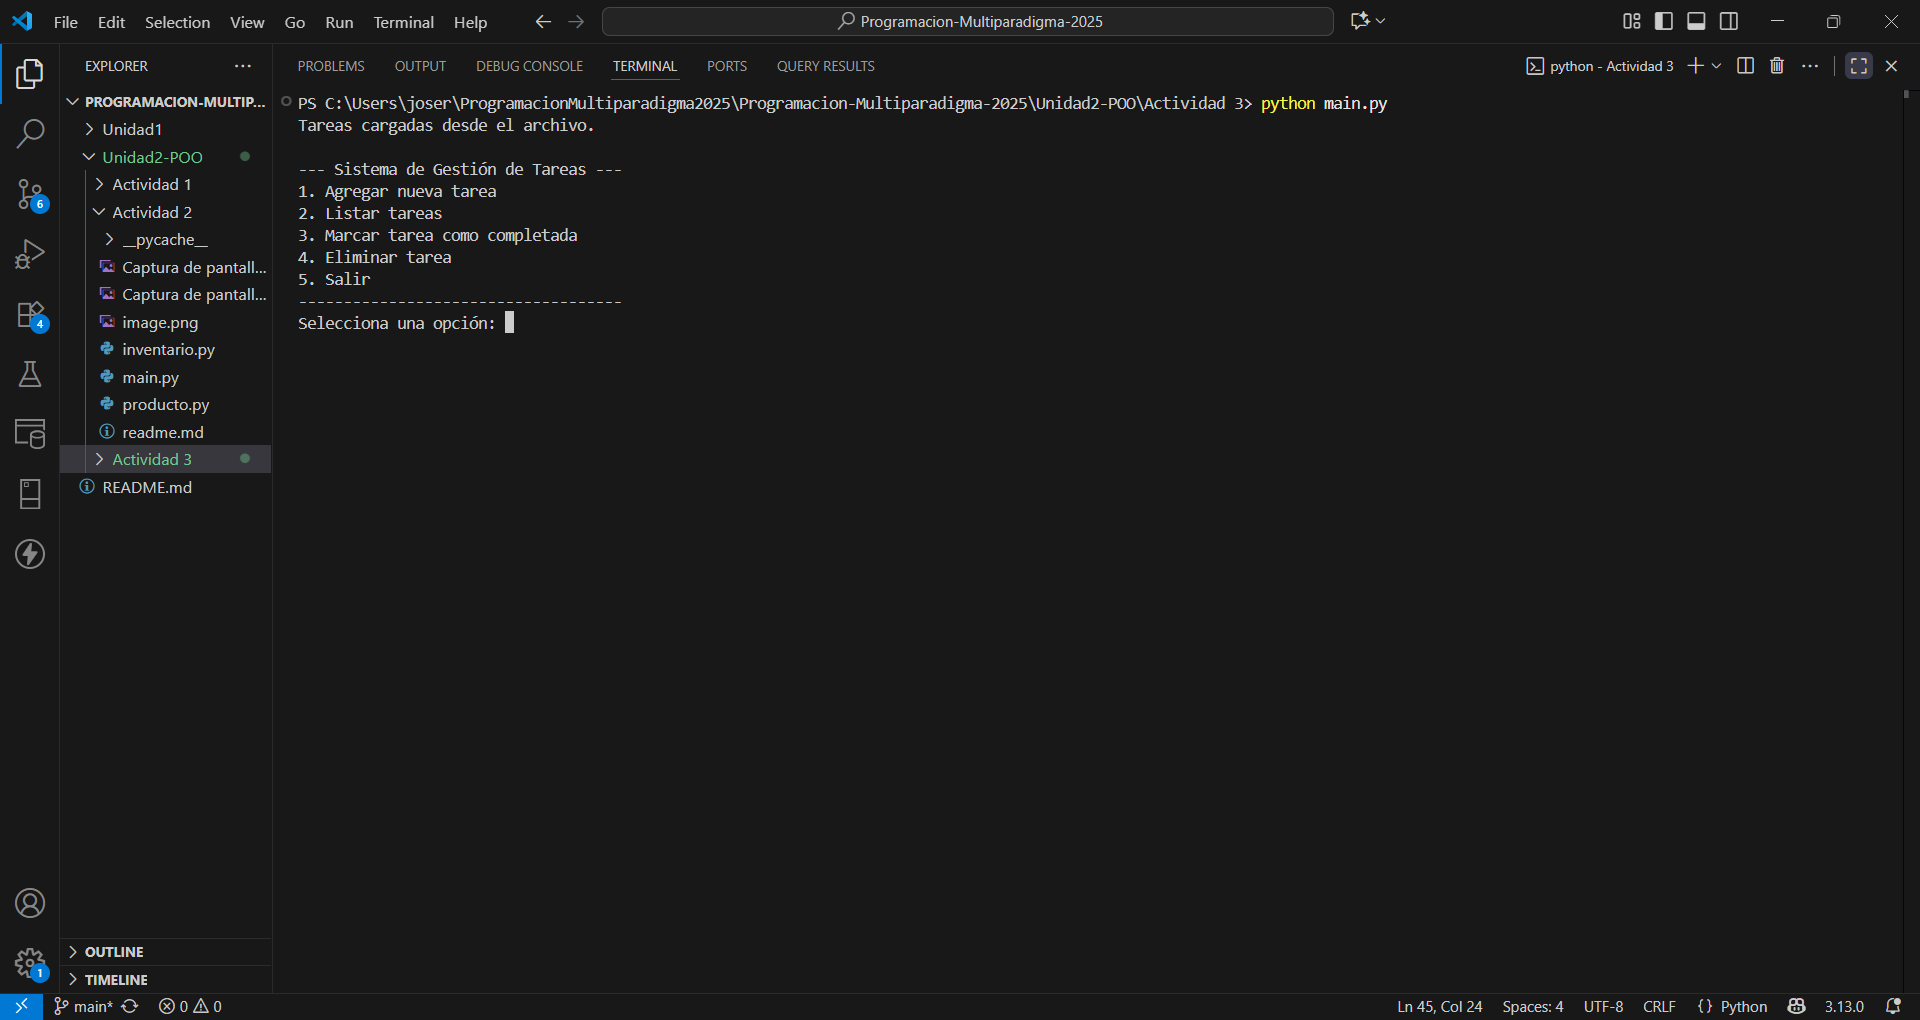 File Edit Selection View Go Run Terminal Help
Programacion-Multiparadigma-2025
EXPLORER
PROGRAMACION-MULTIP...
Unidad1
Unidad2-POO
Actividad 1
Actividad 2
__pycache__
Captura de pantall...
Captura de pantall...
image.png
inventario.py
main.py
producto.py
readme.md
Actividad 3
README.md
OUTLINE
TIMELINE
6
4
1
PROBLEMS OUTPUT DEBUG CONSOLE TERMINAL PORTS QUERY RESULTS
python - Actividad 3
PS C:\Users\joser\ProgramacionMultiparadigma2025\Programacion-Multiparadigma-2025\Unidad2-POO\Actividad 3> python main.py
Tareas cargadas desde el archivo.
--- Sistema de Gestión de Tareas ---
1. Agregar nueva tarea
2. Listar tareas
3. Marcar tarea como completada
4. Eliminar tarea
5. Salir
------------------------------------
Selecciona una opción:
main* 0 0
Ln 45, Col 24 Spaces: 4 UTF-8 CRLF {} Python 3.13.0